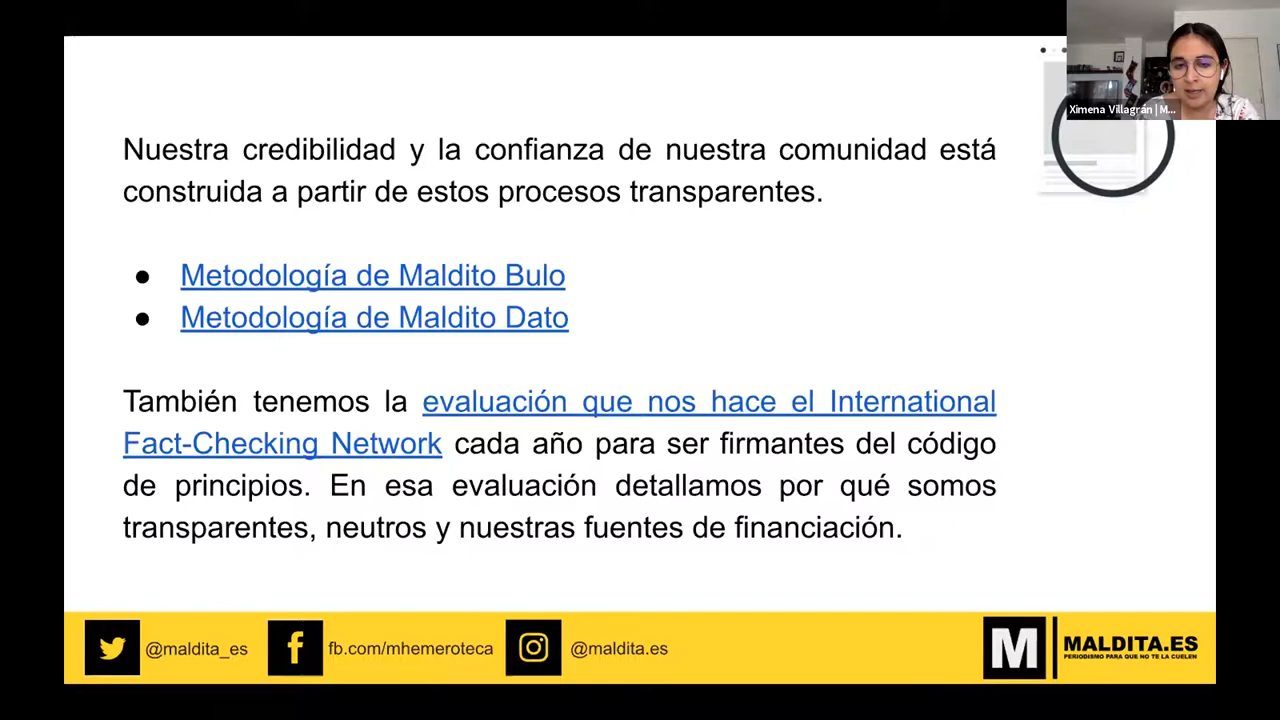 Ximena Villagrán | M...
Nuestra credibilidad y la confianza de nuestra comunidad está
construida a partir de estos procesos transparentes.
● Metodología de Maldito Bulo
● Metodología de Maldito Dato
También tenemos la evaluación que nos hace el International
Fact-Checking Network cada año para ser firmantes del código
de principios. En esa evaluación detallamos por qué somos
transparentes, neutros y nuestras fuentes de financiación.
@maldita_es
fb.com/mhemeroteca
@maldita.es
M
MALDITA.ES
PERIODISMO PARA QUE NO TE LA CUELEN